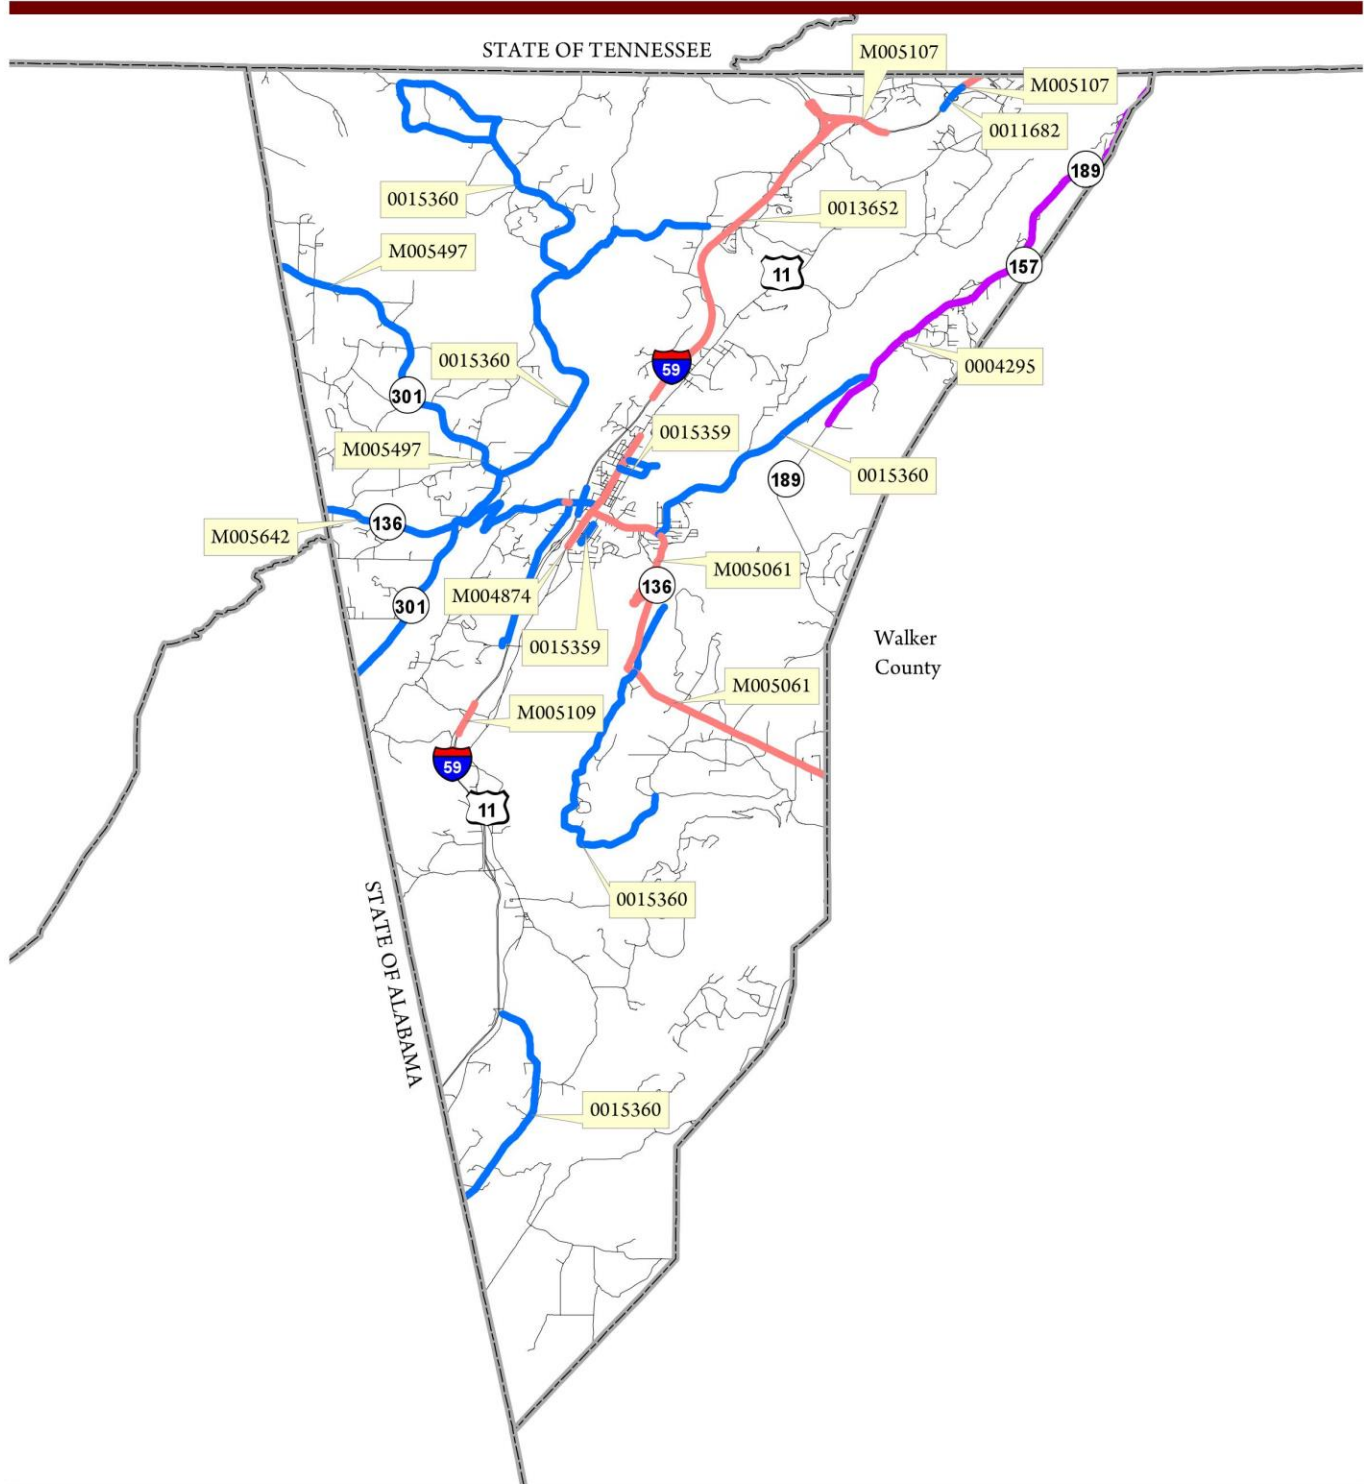 STATE OF TENNESSEE
M005107
M005107
0011682
189
0015360
0013652
M005497
157
11
0015360
59
0004295
301
0015359
M005497
0015360
189
136
M005642
M005061
136
M004874
301
0015359
Walker
County
M005061
M005109
59
11
0015360
STATE OF ALABAMA
0015360